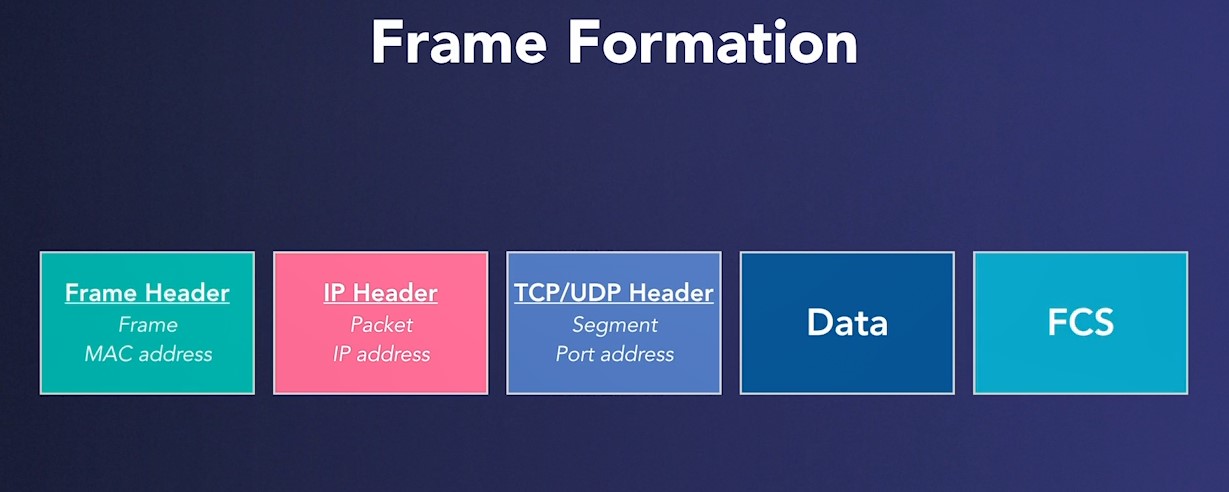 Frame Formation
Frame Header
Frame
MAC address
IP Header
Packet
IP address
TCP/UDP Header
Segment
Port address
Data
FCS